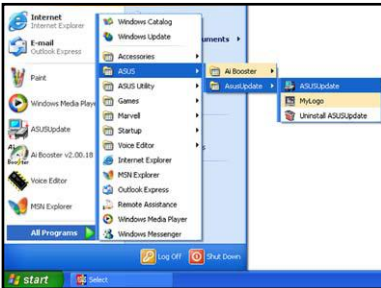 Internet
Internet Explorer
E-mail
Outlook Express
Paint
Windows Media Play
ASUSUpdate
Ai Booster v2.00.18
Voice Editor
MSN Explorer
All Programs
Windows Catalog
Windows Update
Accessories
ASUS
ASUS Utility
Games
Marvell
Startup
Voice Editor
Internet Explorer
MSN Explorer
Outlook Express
Remote Assistance
Windows Media Player
Windows Messenger
uments
s
Ai Booster
AsusUpdate
ASUSUpdate
MyLogo
Uninstall ASUSUpdate
Log Off
Shut Down
start
Select